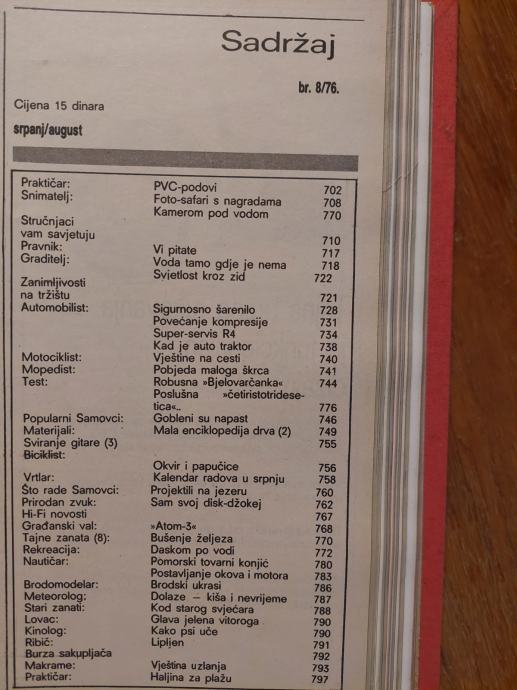 Sadržaj
br. 8/76.
Cijena 15 dinara
srpanj/august
Praktičar: PVC-podovi 702
Snimatelj: Foto-safari s nagradama 708
Kamerom pod vodom 770
Stručnjaci
vam savjetuju 710
Pravnik: Vi pitate 717
Graditelj: Voda tamo gdje je nema 718
Svjetlost kroz zid 722
Zanimljivosti
na tržištu 721
Automobilist: Sigurnosno šarenilo 728
Povećanje kompresije 731
Super-servis R4 734
Kad je auto traktor 738
Motociklist: Vještine na cesti 740
Mopedist: Pobjeda maloga škrca 741
Test: Robusna »Bjelovarčanka« 744
Poslušna »četiristotridese-
tica«.. 776
Popularni Samovci: Gobleni su napast 746
Materijali: Mala enciklopedija drva (2) 749
Sviranje gitare (3) 755
Biciklist:
Okvir i papučice 756
Vrtlar: Kalendar radova u srpnju 758
Što rade Samovci: Projektili na jezeru 760
Prirodan zvuk: Sam svoj disk-džokej 762
Hi-Fi novosti 767
Građanski val: »Atom-3« 768
Tajne zanata (8): Bušenje željeza 770
Rekreacija: Daskom po vodi 772
Nautičar: Pomorski tovarni konjić 780
Postavljanje okova i motora 783
Brodomodelar: Brodski ukrasi 786
Meteorolog: Dolaze – kiša i nevrijeme 787
Stari zanati: Kod starog svjećara 788
Lovac: Glava jelena vitoroga 790
Kinolog: Kako psi uče 790
Ribič: Lipljen 791
Burza sakupljača 792
Makrame: Vještina uzlanja 793
Praktičar: Haljina za plažu 797